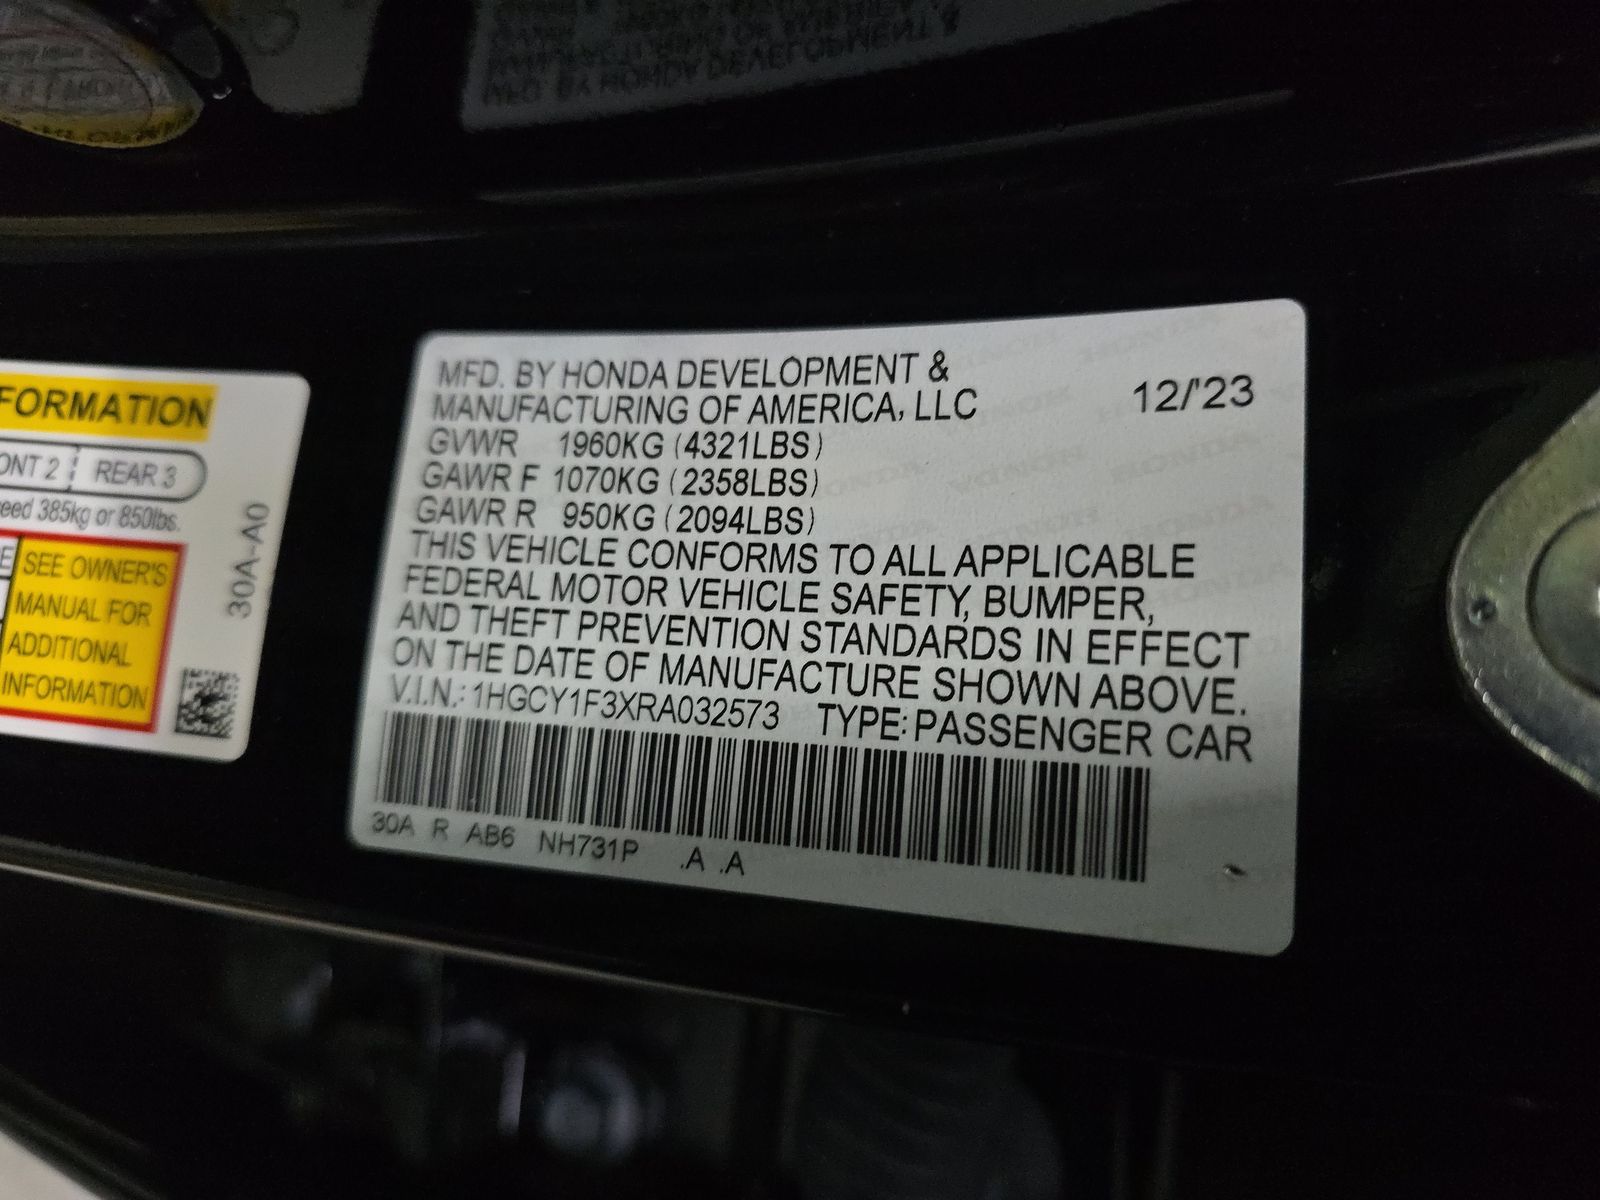 FORMATION
ONT 2 REAR 3
eed 385kg or 850lbs.
E
SEE OWNER'S
MANUAL FOR
ADDITIONAL
INFORMATION
30A-A0
MFD. BY HONDA DEVELOPMENT &
MANUFACTURING OF AMERICA, LLC 12/'23
GVWR 1960KG (4321LBS)
GAWR F 1070KG (2358LBS)
GAWR R 950KG (2094LBS)
THIS VEHICLE CONFORMS TO ALL APPLICABLE
FEDERAL MOTOR VEHICLE SAFETY, BUMPER,
AND THEFT PREVENTION STANDARDS IN EFFECT
ON THE DATE OF MANUFACTURE SHOWN ABOVE.
V.I.N.: 1HGCY1F3XRA032573 TYPE: PASSENGER CAR
30A R AB6 NH731P .A .A